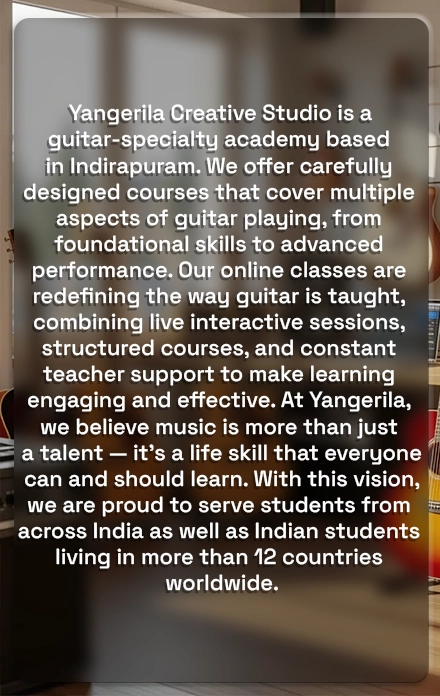 Yangerila Creative Studio is a
guitar-specialty academy based
in Indirapuram. We offer carefully
designed courses that cover multiple
aspects of guitar playing, from
foundational skills to advanced
performance. Our online classes are
redefining the way guitar is taught,
combining live interactive sessions,
structured courses, and constant
teacher support to make learning
engaging and effective. At Yangerila,
we believe music is more than just
a talent — it's a life skill that everyone
can and should learn. With this vision,
we are proud to serve students from
across India as well as Indian students
living in more than 12 countries
worldwide.